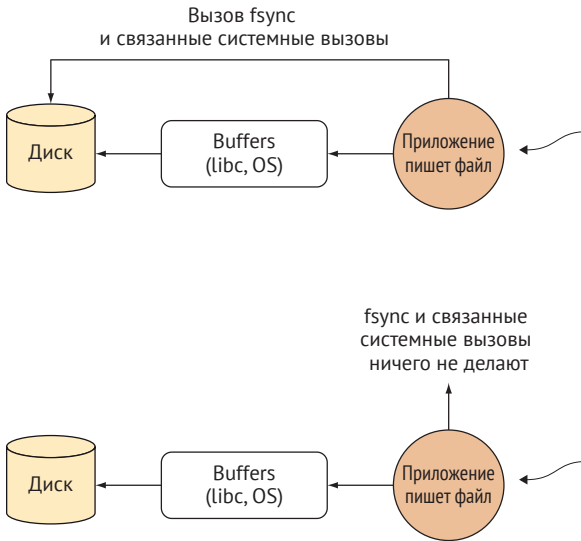 Вызов fsync
и связанные системные вызовы
Диск
Buffers
(libc, OS)
Приложение
пишет файл
fsync и связанные
системные вызовы
ничего не делают
Диск
Buffers
(libc, OS)
Приложение
пишет файл